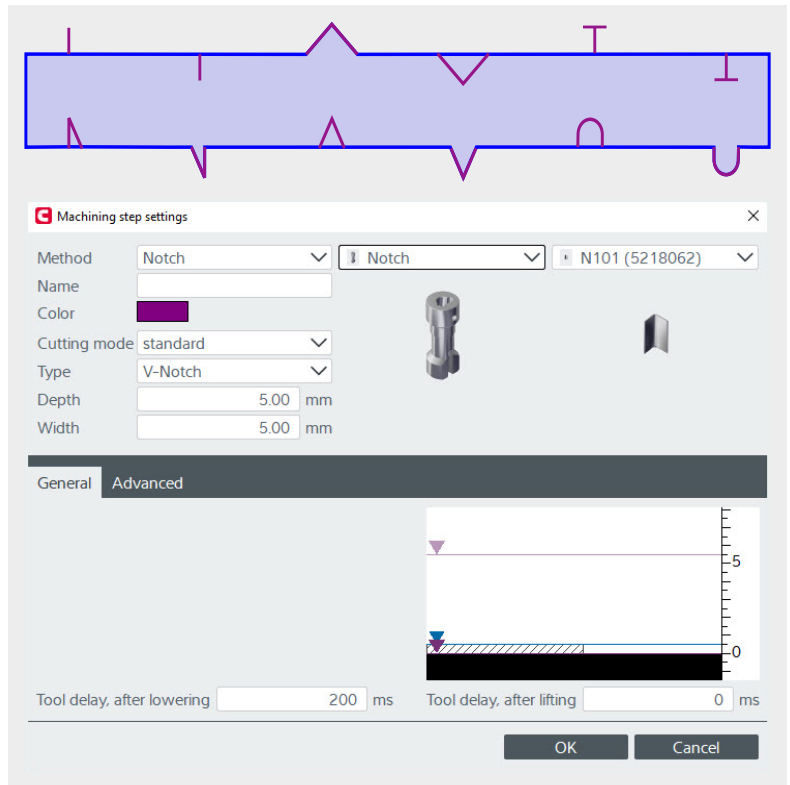 Machining step settings
Method Notch Notch N101 (5218062)
Name
Color
Cutting mode standard
Type V-Notch
Depth 5.00 mm
Width 5.00 mm
General Advanced
5
0
Tool delay, after lowering 200 ms Tool delay, after lifting 0 ms
OK Cancel